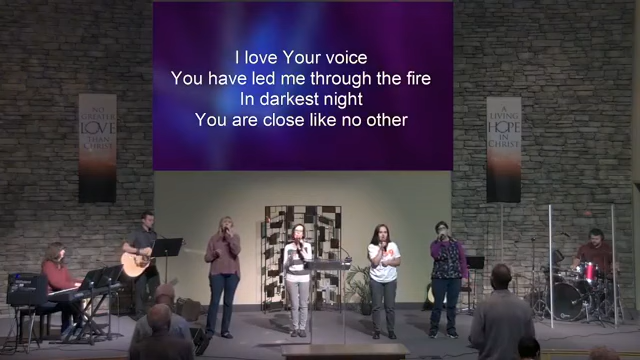 I love Your voice
You have led me through the fire
In darkest night
You are close like no other
NO
GREATER
LOVE
THAN
CHRIST
A
LIVING
HOPE
IN
CHRIST